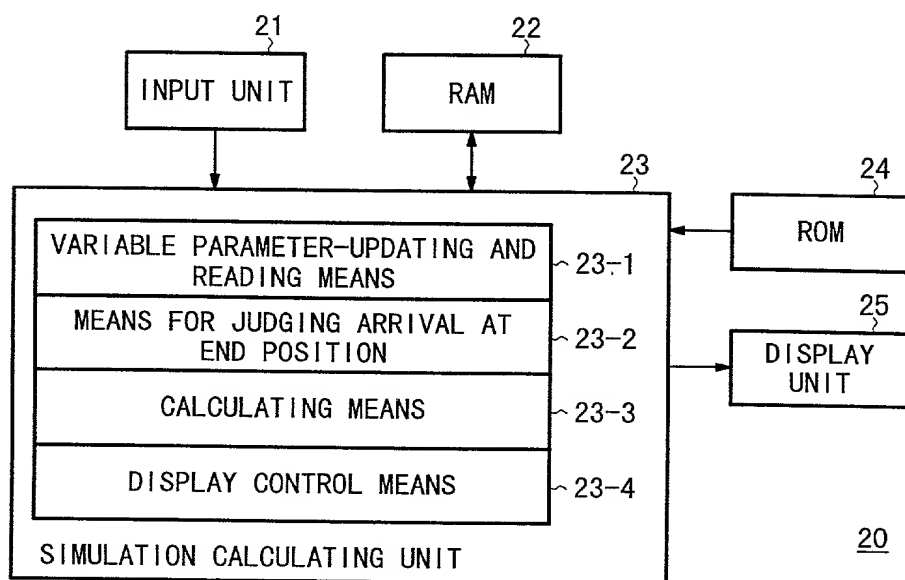 21
INPUT UNIT
22
RAM
23
24
ROM
25
DISPLAY
UNIT
VARIABLE PARAMETER-UPDATING AND
READING MEANS
23-1
MEANS FOR JUDGING ARRIVAL AT
END POSITION
23-2
CALCULATING MEANS
23-3
DISPLAY CONTROL MEANS
23-4
SIMULATION CALCULATING UNIT
20